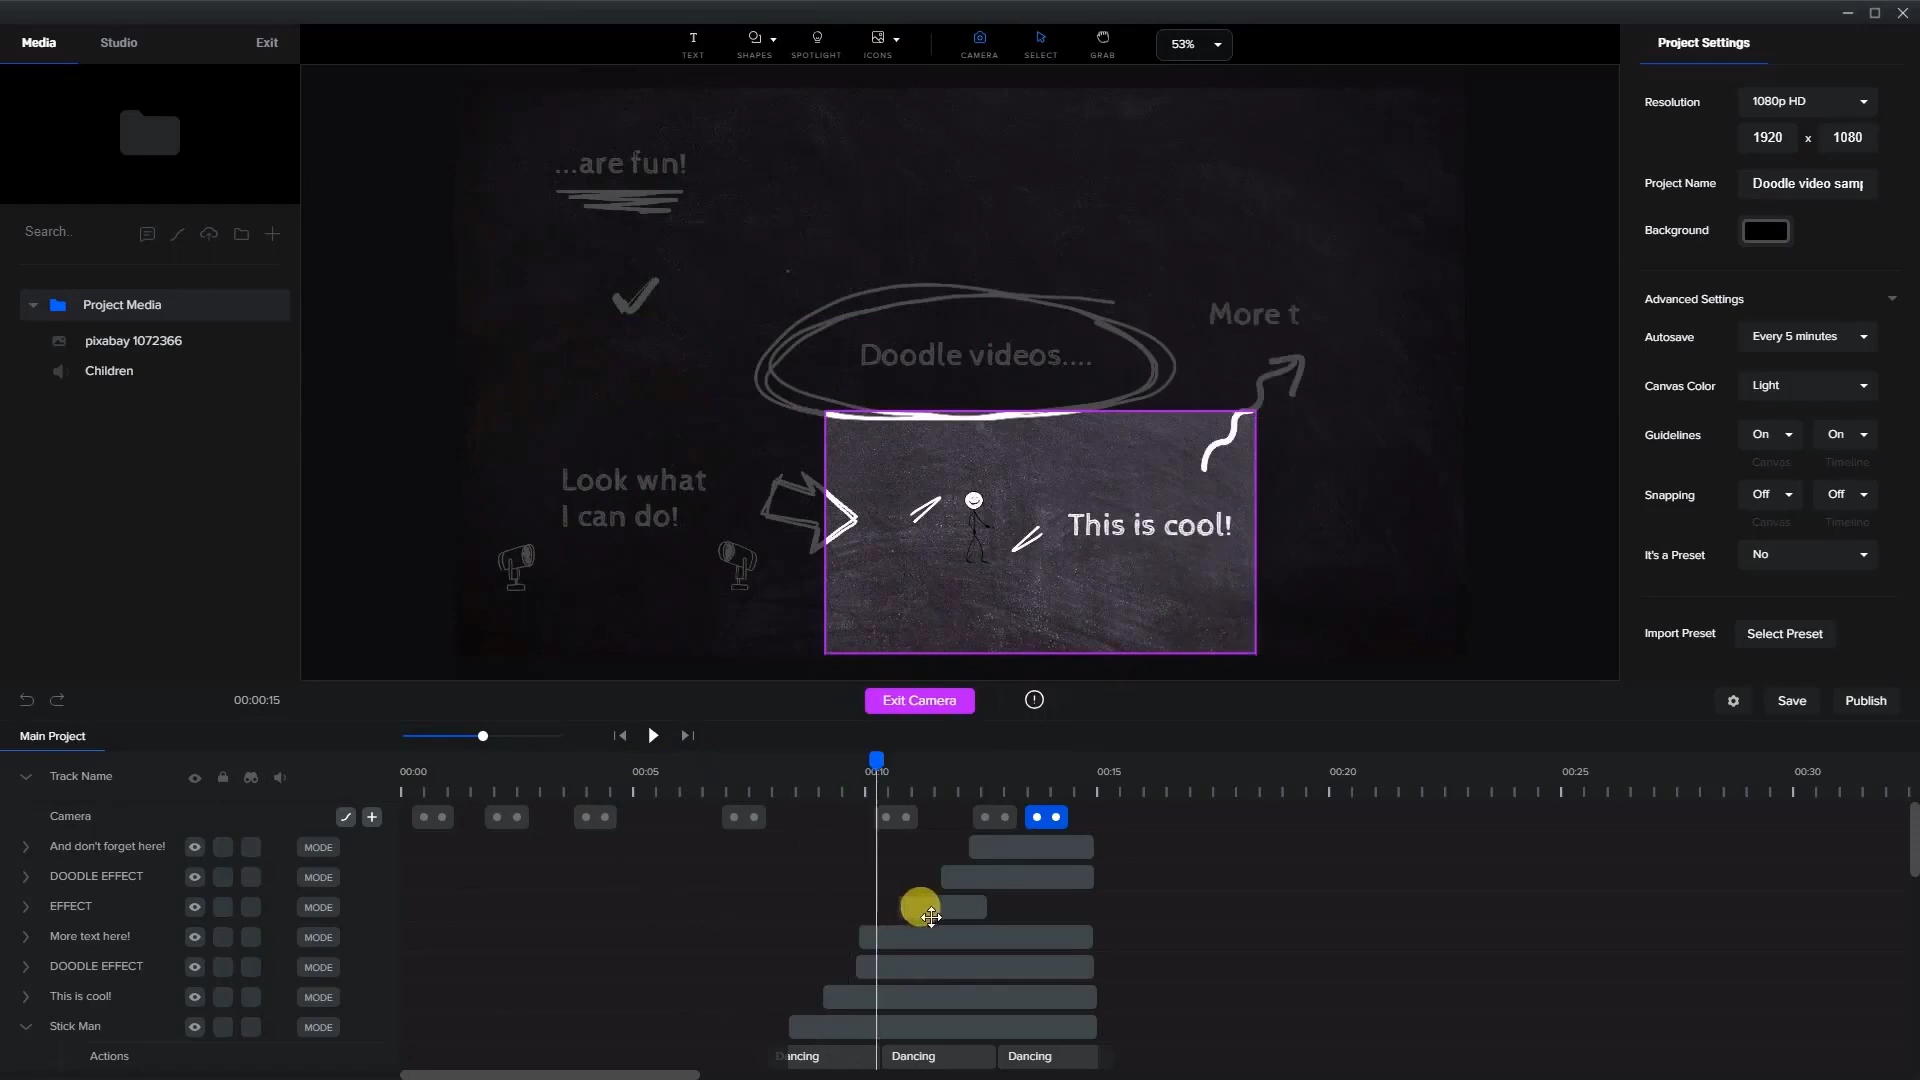 Media
Studio
Exit
TEXT
SHAPES
SPOTLIGHT
ICONS
CAMERA
SELECT
GRAB
53%
Project Settings
Search..
Project Media
pixabay 1072366
Children
...are fun!
Doodle videos....
More t
Look what
I can do!
This is cool!
Resolution
1080p HD
1920 x 1080
Project Name
Doodle video samp
Background
Advanced Settings
Autosave
Every 5 minutes
Canvas Color
Light
Guidelines
On
On
Canvas
Timeline
Snapping
Off
Off
Canvas
Timeline
It's a Preset
No
Import Preset
Select Preset
00:00:15
Exit Camera
Save
Publish
Main Project
Track Name
00:00
00:05
00:10
00:15
00:20
00:25
00:30
Camera
And don't forget here!
MODE
DOODLE EFFECT
MODE
EFFECT
MODE
More text here!
MODE
DOODLE EFFECT
MODE
This is cool!
MODE
Stick Man
MODE
Actions
Dancing
Dancing
Dancing